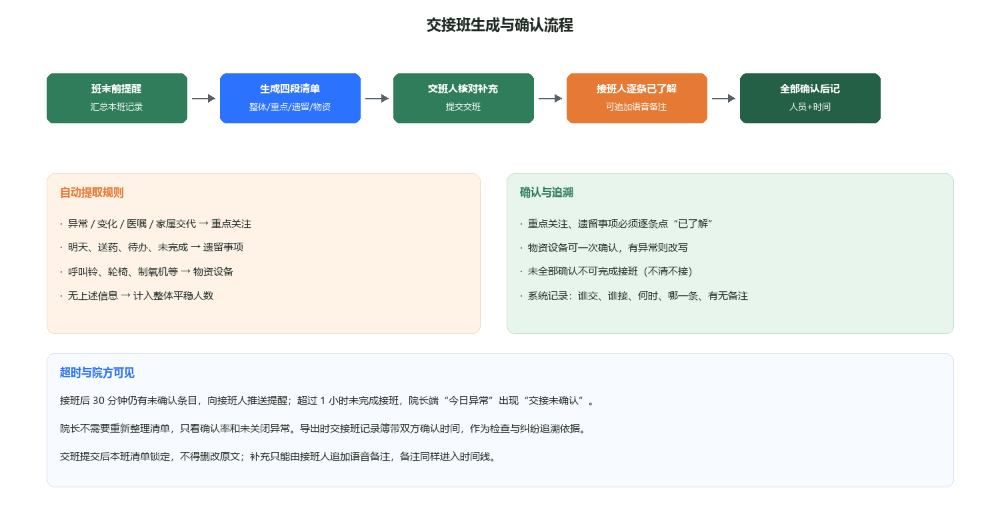 交接班生成与确认流程
班末前提醒
汇总本班记录
生成四段清单
整体/重点/遗留/物资
交班人核对补充
提交交班
接班人逐条已了解
可追加语音备注
全部确认后记
人员+时间
自动提取规则
· 异常 / 变化 / 医嘱 / 家属交代 → 重点关注
· 明天、送药、待办、未完成 → 遗留事项
· 呼叫铃、轮椅、制氧机等 → 物资设备
· 无上述信息 → 计入整体平稳人数
确认与追溯
· 重点关注、遗留事项必须逐条点“已了解”
· 物资设备可一次确认，有异常则改写
· 未全部确认不可完成接班（不清不接）
· 系统记录：谁交、谁接、何时、哪一条、有无备注
超时与院方可见
接班后 30 分钟仍有未确认条目，向接班人推送提醒；超过 1 小时未完成接班，院长端“今日异常”出现“交接未确认”。
院长不需要重新整理清单，只看确认率和未关闭异常。导出时交接班记录簿带双方确认时间，作为检查与纠纷追溯依据。
交班提交后本班清单锁定，不得删改原文；补充只能由接班人追加语音备注，备注同样进入时间线。